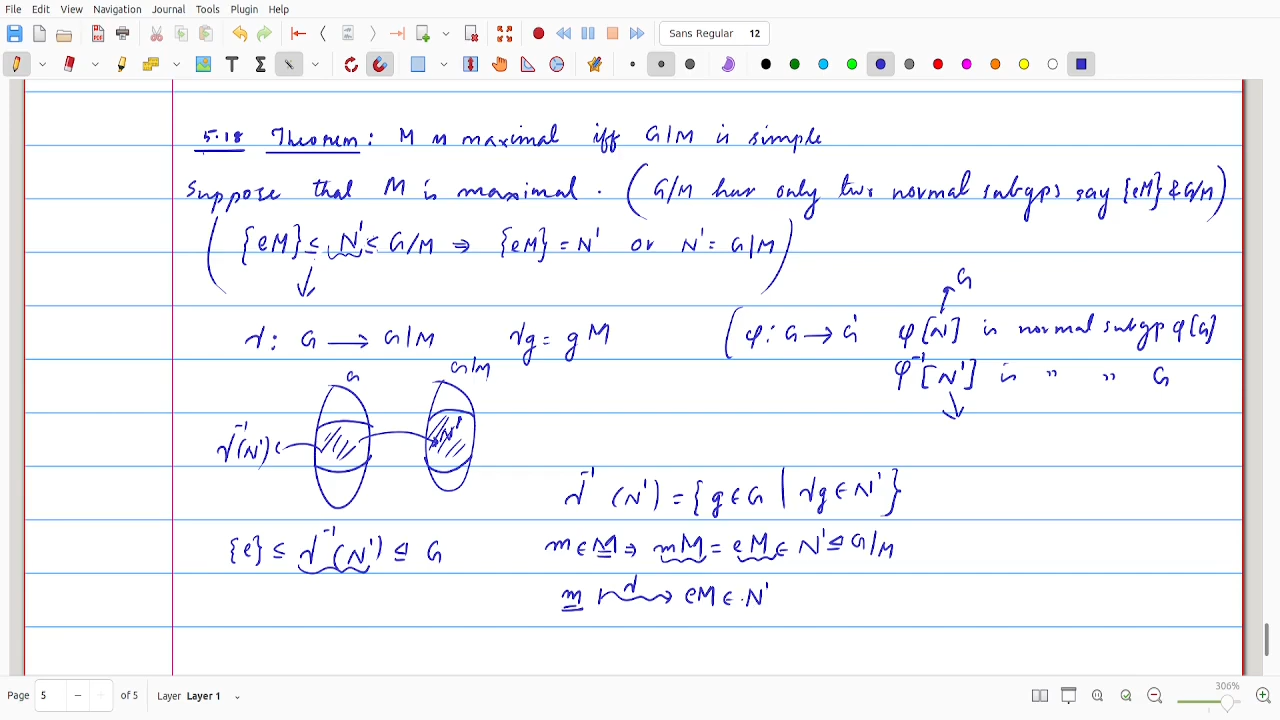 File Edit View Navigation Journal Tools Plugin Help
Sans Regular 12
5.18 Theorem: M is maximal iff G/M is simple
Suppose that M is maximal. (G/M has only two normal subgps say {eM} & G/M)
({eM} ≤ N' ≤ G/M ⇒ {eM} = N' or N' = G/M)
γ: G → G/M γg = gM (φ: G → G' φ[N] is normal subgp φ[G]
G
φ⁻¹[N'] is " " G
G G/M
γ⁻¹(N') N'
γ⁻¹(N') = {g ∈ G | γg ∈ N'}
{e} ≤ γ⁻¹(N') ⊴ G m ∈ M ⇒ mM = eM ∈ N' ⊴ G/M
m γ→ eM ∈ N'
Page 5 of 5 Layer Layer 1 306%